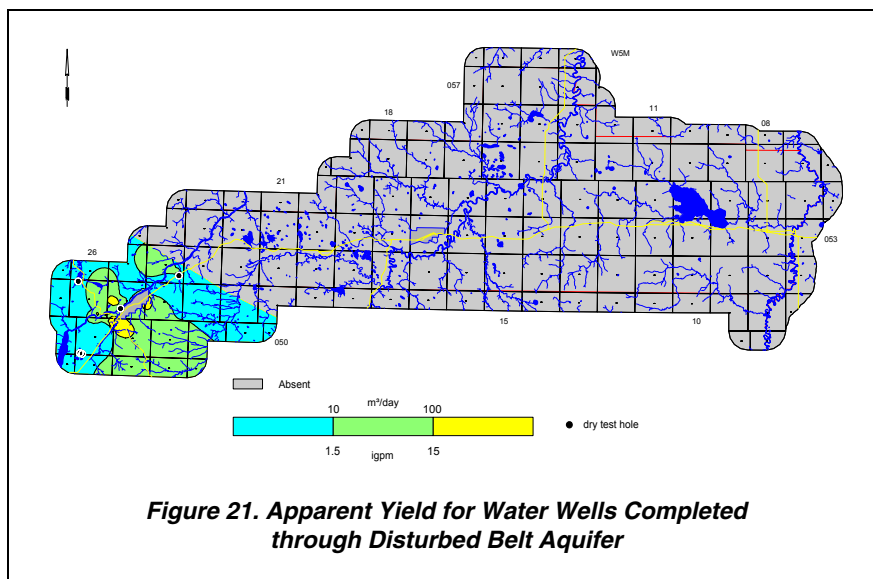 W5M
057
11
18
08
21
053
26
15
10
050
Absent
m³/day
10
100
dry test hole
1.5
igpm
15
Figure 21. Apparent Yield for Water Wells Completed
through Disturbed Belt Aquifer